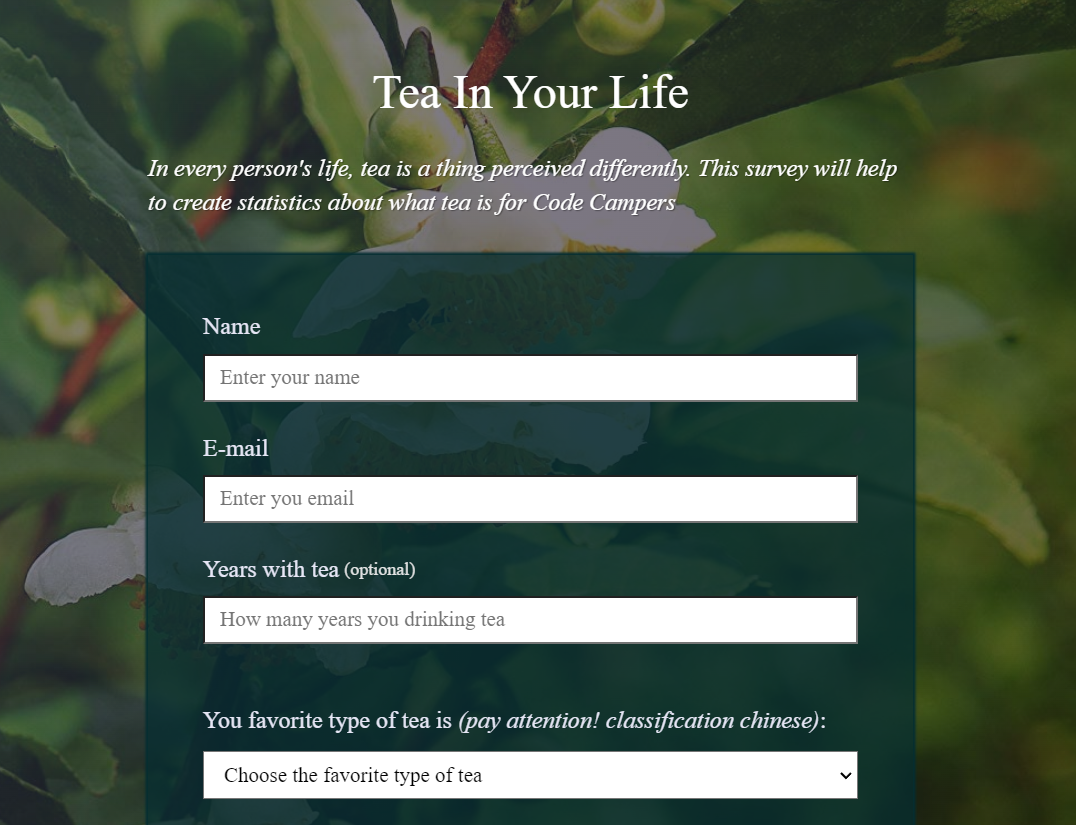 Tea In Your Life
In every person's life, tea is a thing perceived differently. This survey will help
to create statistics about what tea is for Code Campers
Name
Enter your name
E-mail
Enter you email
Years with tea (optional)
How many years you drinking tea
You favorite type of tea is (pay attention! classification chinese):
Choose the favorite type of tea